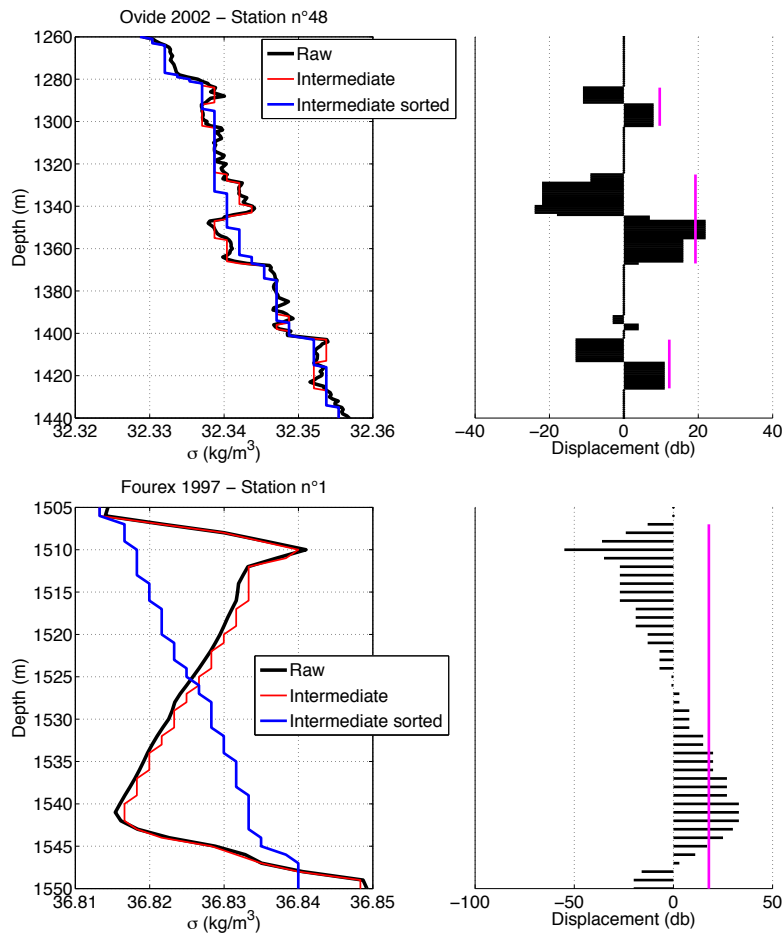 Ovide 2002 − Station n°48
Raw
Intermediate
Intermediate sorted
Depth (m)
1260
1280
1300
1320
1340
1360
1380
1400
1420
1440
32.32 32.33 32.34 32.35 32.36
σ (kg/m³)
−40 −20 0 20 40
Displacement (db)
Fourex 1997 − Station n°1
Raw
Intermediate
Intermediate sorted
Depth (m)
1505
1510
1515
1520
1525
1530
1535
1540
1545
1550
36.81 36.82 36.83 36.84 36.85
σ (kg/m³)
−100 −50 0 50
Displacement (db)